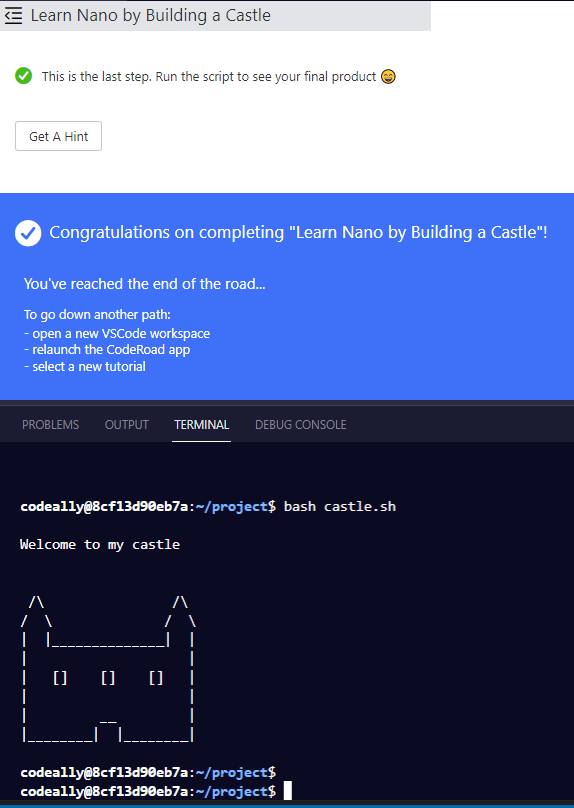 Learn Nano by Building a Castle
This is the last step. Run the script to see your final product 😄
Get A Hint
Congratulations on completing "Learn Nano by Building a Castle"!
You've reached the end of the road...
To go down another path:
- open a new VSCode workspace
- relaunch the CodeRoad app
- select a new tutorial
PROBLEMS OUTPUT TERMINAL DEBUG CONSOLE
codeally@8cf13d90eb7a:~/project$ bash castle.sh
Welcome to my castle
 /\                /\
/  \              /  \
|  |______________|  |
|                    |
|   []    []    []   |
|                    |
|         __         |
|________|  |________|
codeally@8cf13d90eb7a:~/project$
codeally@8cf13d90eb7a:~/project$